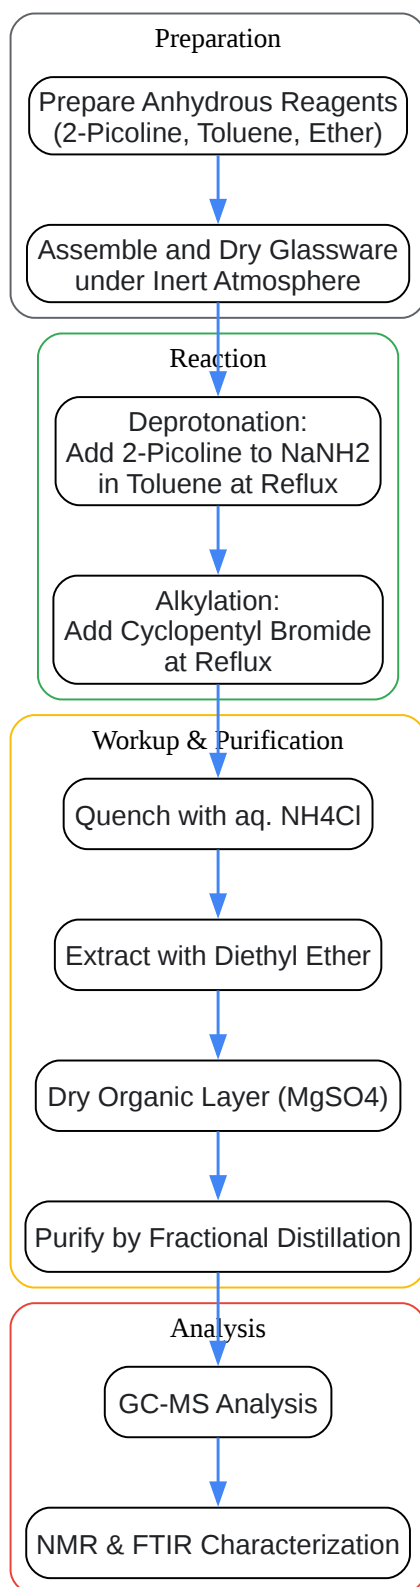 Preparation
Prepare Anhydrous Reagents
(2-Picoline, Toluene, Ether)
Assemble and Dry Glassware
under Inert Atmosphere
Reaction
Deprotonation:
Add 2-Picoline to NaNH2
in Toluene at Reflux
Alkylation:
Add Cyclopentyl Bromide
at Reflux
Workup & Purification
Quench with aq. NH4Cl
Extract with Diethyl Ether
Dry Organic Layer (MgSO4)
Purify by Fractional Distillation
Analysis
GC-MS Analysis
NMR & FTIR Characterization